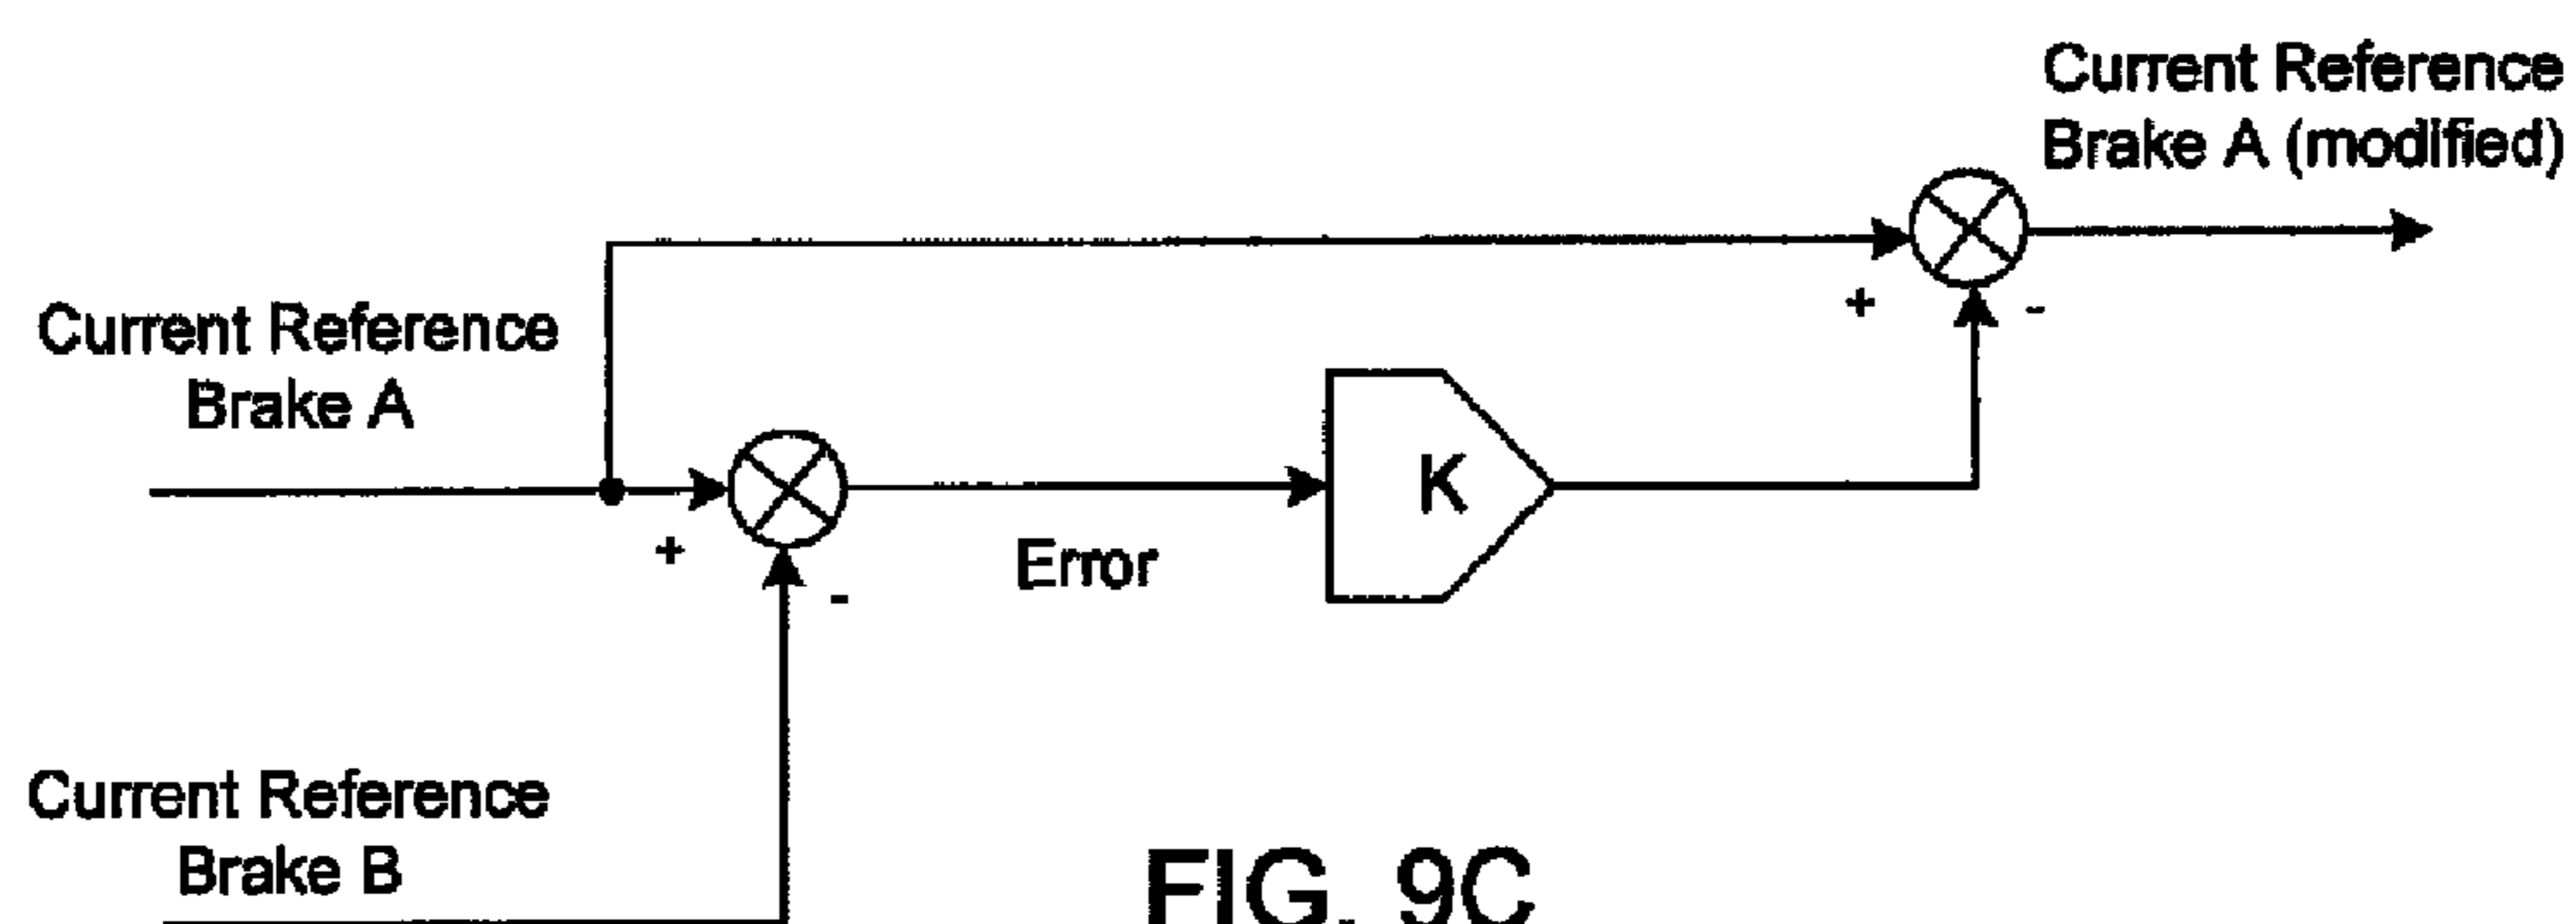 Current Reference
Brake A (modified)
+
-
Current Reference
Brake A
+
-
Error
K
Current Reference
Brake B
FIG. 9C